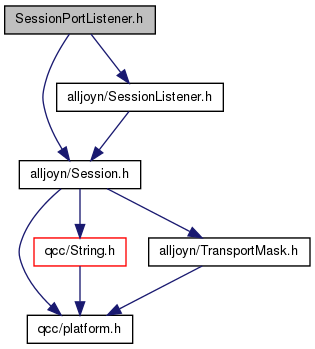 SessionPortListener.h
alljoyn/SessionListener.h
alljoyn/Session.h
qcc/String.h
alljoyn/TransportMask.h
qcc/platform.h